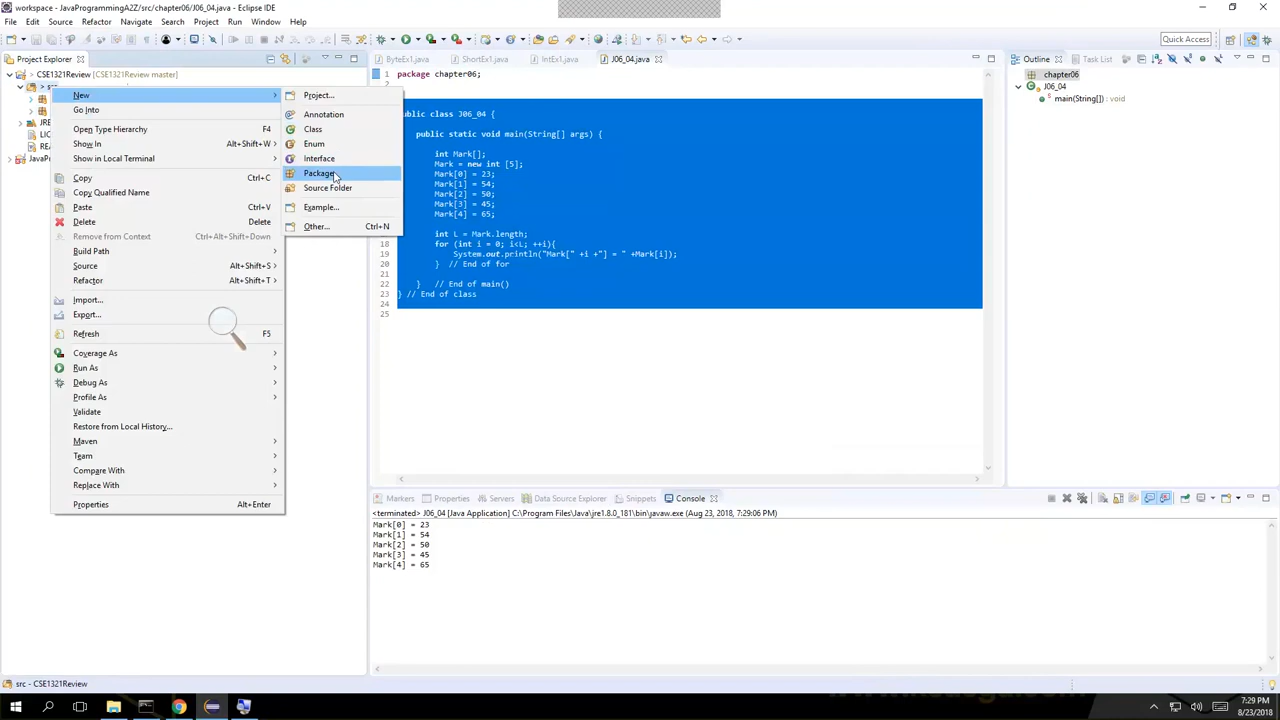 workspace - JavaProgrammingA2Z/src/chapter06/J06_04.java - Eclipse IDE
File Edit Source Refactor Navigate Search Project Run Window Help
Quick Access
Project Explorer
ByteEx1.java ShortEx1.java IntEx1.java J06_04.java
Outline Task List
> CSE1321Review [CSE1321Review master]
New
Go Into
Open Type Hierarchy F4
Show In Alt+Shift+W
Show in Local Terminal
Copy Ctrl+C
Copy Qualified Name
Paste Ctrl+V
Delete Delete
Remove from Context Ctrl+Alt+Shift+Down
Build Path
Source Alt+Shift+S
Refactor Alt+Shift+T
Import...
Export...
Refresh F5
Coverage As
Run As
Debug As
Profile As
Validate
Restore from Local History...
Maven
Team
Compare With
Replace With
Properties Alt+Enter
Project...
Annotation
Class
Enum
Interface
Package
Source Folder
Example...
Other... Ctrl+N
1 package chapter06;
public class J06_04 {
public static void main(String[] args) {
int Mark[];
Mark = new int [5];
Mark[0] = 23;
Mark[1] = 54;
Mark[2] = 50;
Mark[3] = 45;
Mark[4] = 65;
int L = Mark.length;
18 for (int i = 0; i<L; ++i){
19 System.out.println("Mark[" +i +"] = " +Mark[i]);
20 } // End of for
21
22 } // End of main()
23 } // End of class
24
25
chapter06
J06_04
main(String[]) : void
Markers Properties Servers Data Source Explorer Snippets Console
<terminated> J06_04 [Java Application] C:\Program Files\Java\jre1.8.0_181\bin\javaw.exe (Aug 23, 2018, 7:29:06 PM)
Mark[0] = 23
Mark[1] = 54
Mark[2] = 50
Mark[3] = 45
Mark[4] = 65
src - CSE1321Review
7:29 PM
8/23/2018